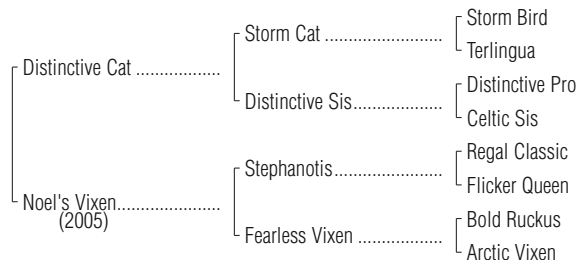 Storm Bird
Storm Cat ........................
Terlingua
Distinctive Cat .................
Distinctive Pro
Distinctive Sis..................
Celtic Sis
Regal Classic
Stephanotis......................
Flicker Queen
Noel's Vixen.....................
(2005)
Bold Ruckus
Fearless Vixen .................
Arctic Vixen